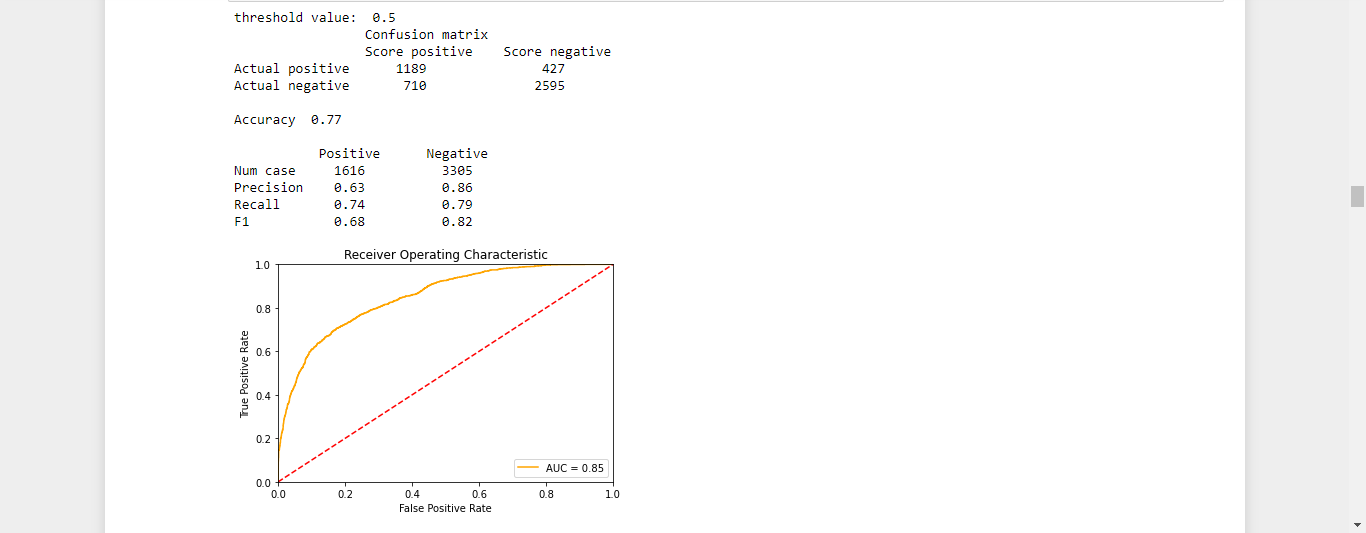 threshold value:  0.5
Confusion matrix
Score positive    Score negative
Actual positive      1189               427
Actual negative       710              2595
Accuracy  0.77
Positive      Negative
Num case     1616          3305
Precision    0.63          0.86
Recall       0.74          0.79
F1           0.68          0.82
Receiver Operating Characteristic
1.0
0.8
0.6
0.4
0.2
0.0
True Positive Rate
AUC = 0.85
0.0 0.2 0.4 0.6 0.8 1.0
False Positive Rate